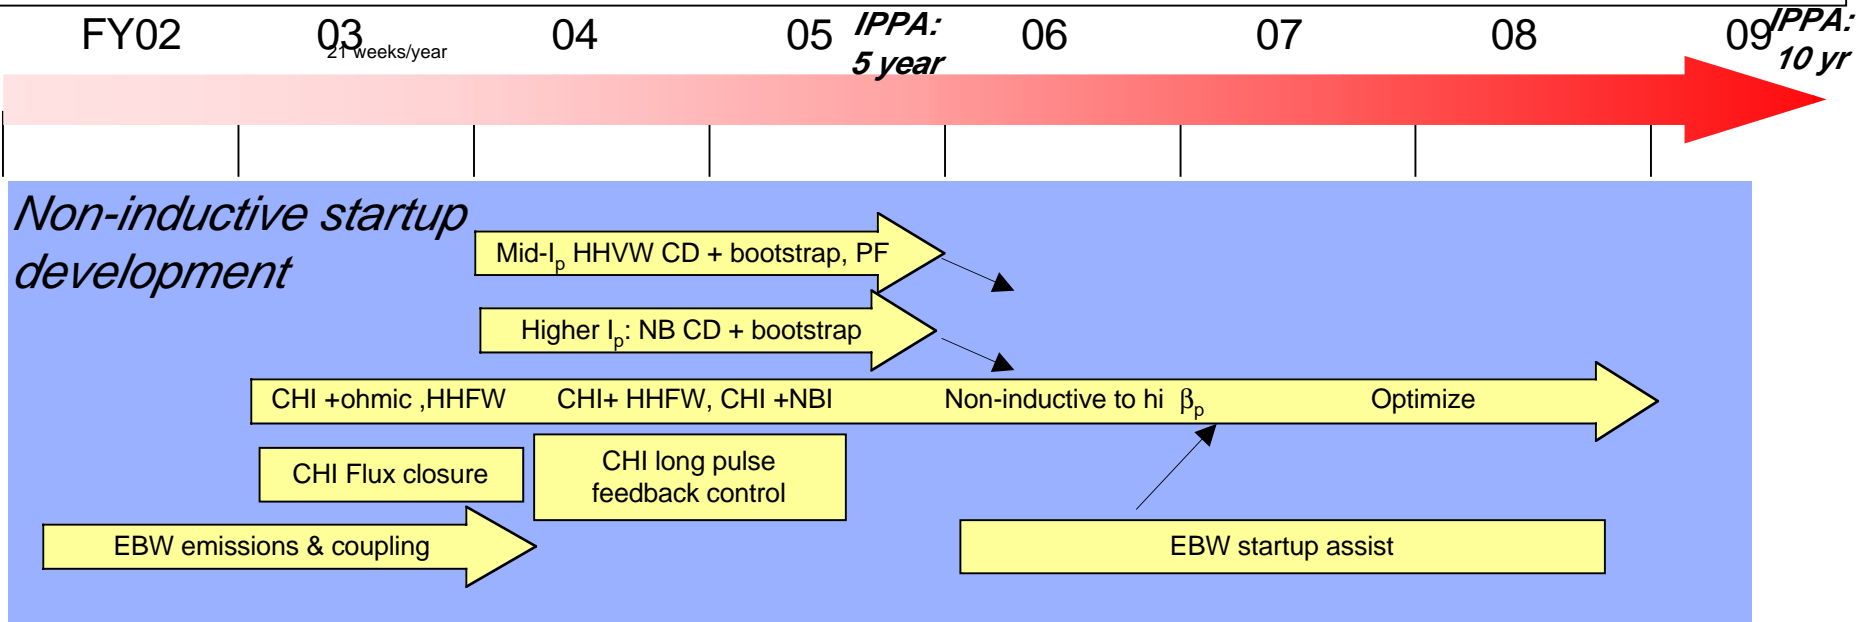 FY02 03 04 05 IPPA: 06 07 08 09 IPPA:
21 weeks/year 5 year 10 yr
Non-inductive startup
development
Mid-Ip HHVW CD + bootstrap, PF
Higher Ip: NB CD + bootstrap
CHI +ohmic ,HHFW CHI+ HHFW, CHI +NBI Non-inductive to hi βp Optimize
CHI Flux closure
CHI long pulse
feedback control
EBW emissions & coupling
EBW startup assist